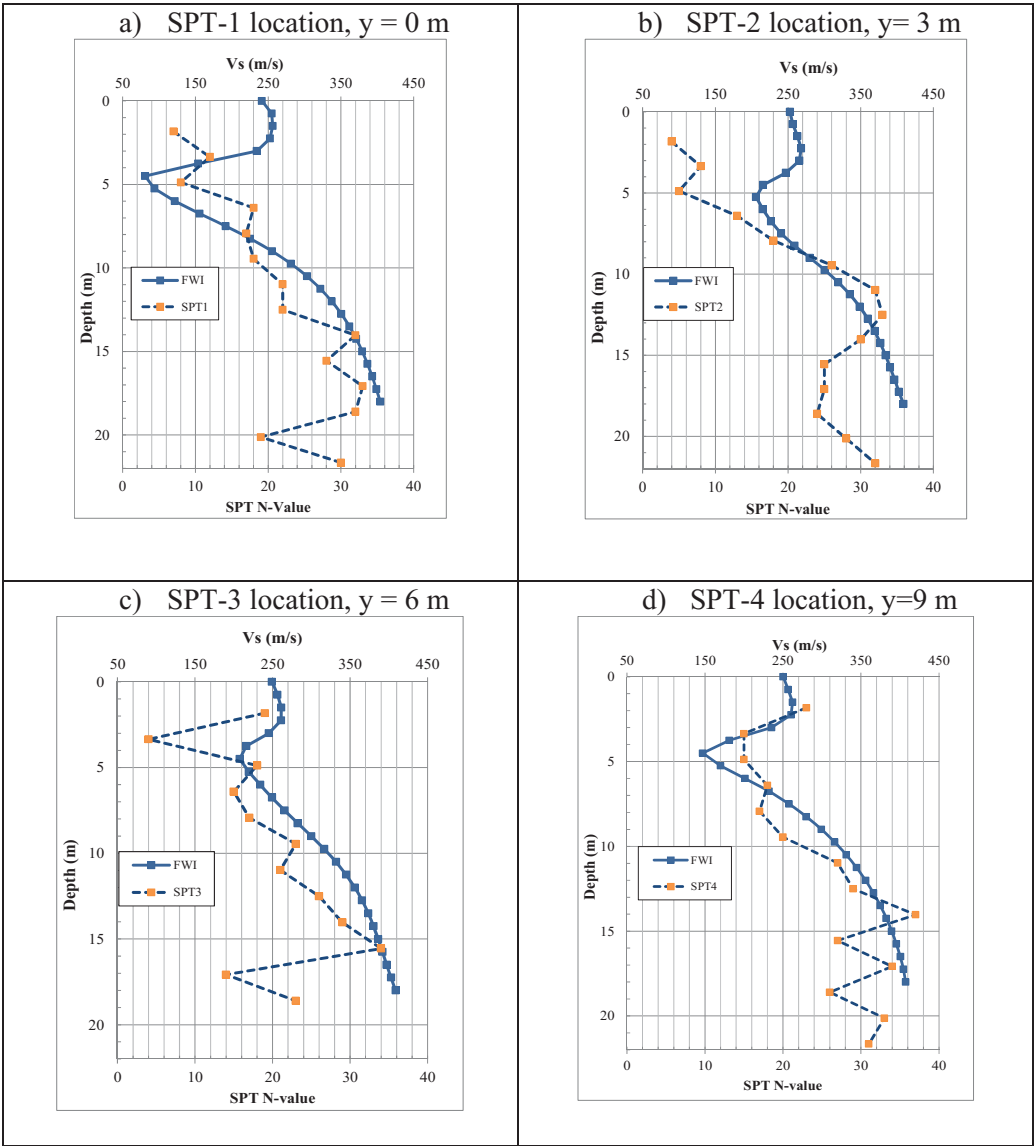 a) SPT-1 location, y = 0 m
Vs (m/s)
50 150 250 350 450
0
5
10
15
20
Depth (m)
FWI
SPT1
0 10 20 30 40
SPT N-Value
b) SPT-2 location, y= 3 m
Vs (m/s)
50 150 250 350 450
0
5
10
15
20
Depth (m)
FWI
SPT2
0 10 20 30 40
SPT N-value
c) SPT-3 location, y = 6 m
Vs (m/s)
50 150 250 350 450
0
5
10
15
20
Depth (m)
FWI
SPT3
0 10 20 30 40
SPT N-value
d) SPT-4 location, y=9 m
Vs (m/s)
50 150 250 350 450
0
5
10
15
20
Depth (m)
FWI
SPT4
0 10 20 30 40
SPT N-value